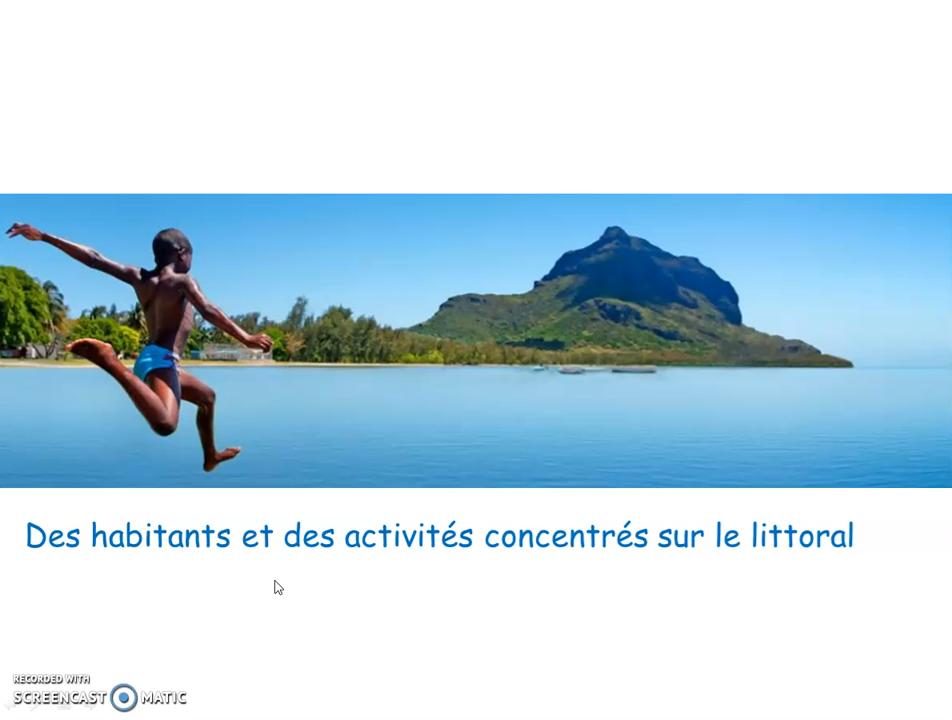 Des habitants et des activités concentrés sur le littoral
RECORDED WITH
SCREENCAST MATIC